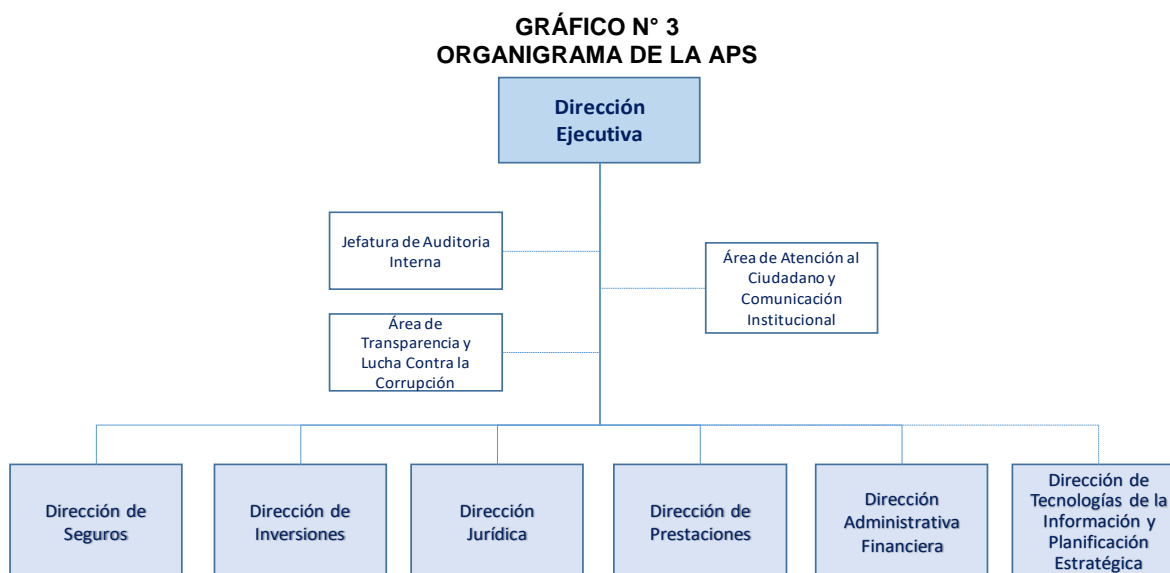 GRÁFICO N° 3
ORGANIGRAMA DE LA APS
Dirección
Ejecutiva
Jefatura de Auditoria
Interna
Área de Atención al
Ciudadano y
Comunicación
Institucional
Área de
Transparencia y
Lucha Contra la
Corrupción
Dirección de
Seguros
Dirección de
Inversiones
Dirección
Jurídica
Dirección de
Prestaciones
Dirección
Administrativa
Financiera
Dirección de
Tecnologías de la
Información y
Planificación
Estratégica